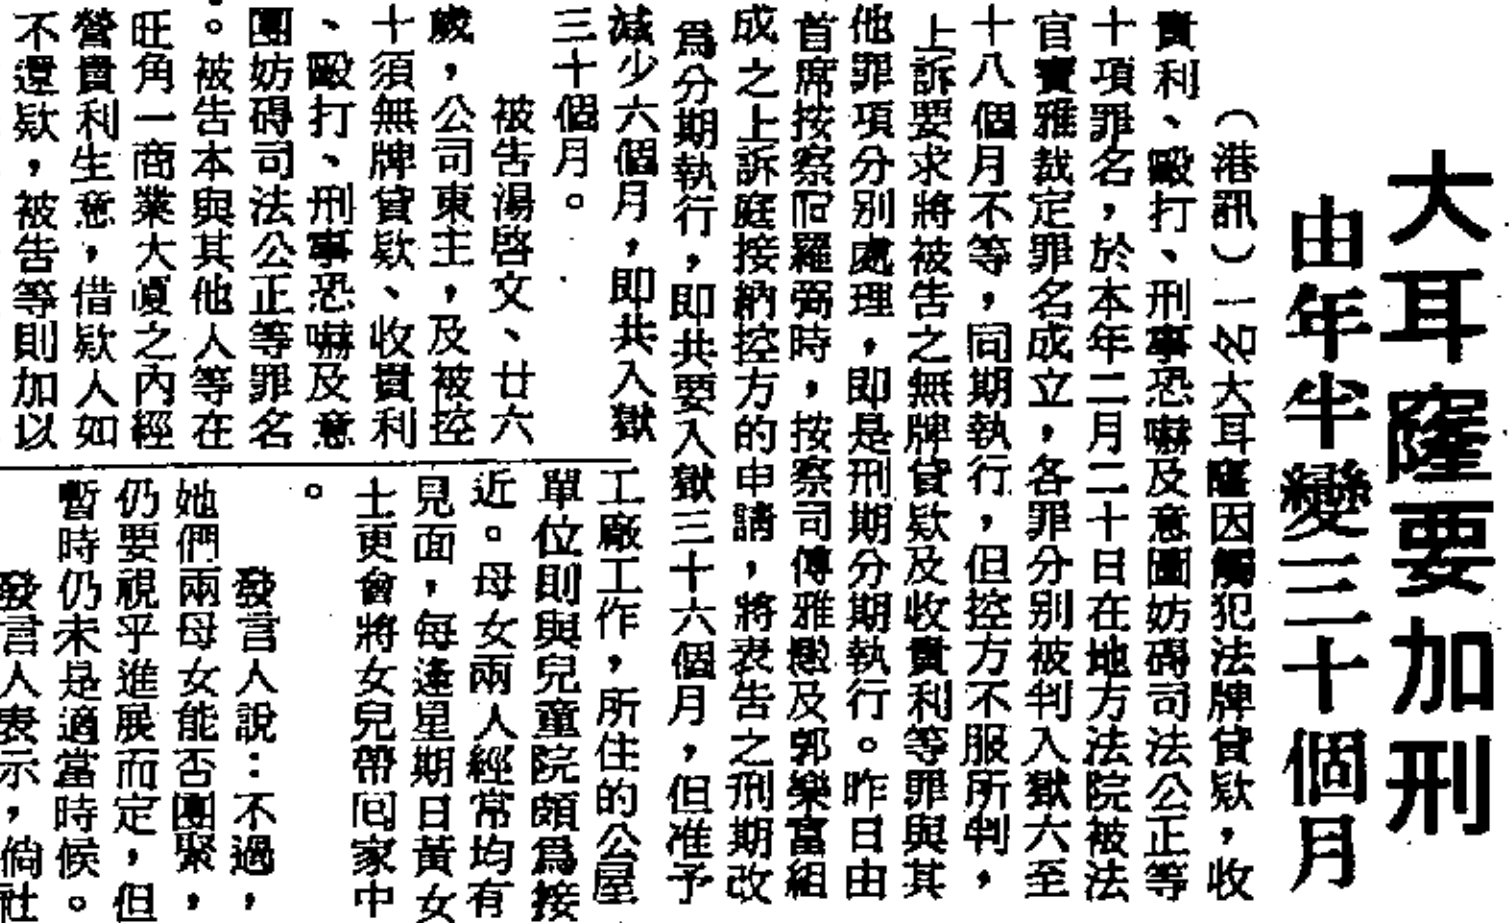 大耳窿要加刑
由年半變三十個月
（港訊）一名大耳窿因觸犯法牌貸欵，收
貴利、毆打、刑事恐嚇及意圖妨碍司法公正等
十項罪名，於本年二月二十日在地方法院被法
官寶雅裁定罪名成立，各罪分别被判入獄六至
十八個月不等，同期執行，但控方不服所判，
上訴要求將被告之無牌貸欵及收貴利等罪與其
他罪項分別處理，即是刑期分期執行。昨日由
首席按察司羅弼時，按察司傅雅及郭樂富組
成之上訴庭接納控方的申請，將表告之刑期改
爲分期執行，即共要入獄三十六個月，但准予
減少六個月，即共入獄
三十個月。
被告湯啓文、廿六
歲，公司東主，及被控
十須無牌貸欵、收貴利
、毆打、刑事恐嚇及意
圖妨碍司法公正等罪名
。被告本與其他人等在
旺角一商業大廈之內經
營貴利生意，借欵人如
不還欵，被告等則加以
工廠工作，所住的公屋
單位則與兒童院頗爲接
近。母女兩人經常均有
見面，每逢星期日黃女
士更會將女兒帶囘家中
。
發言人說：不過，
她們兩母女能否團聚，
仍要視乎進展而定，但
暫時仍未是適當時候。
發言人表示，倘社